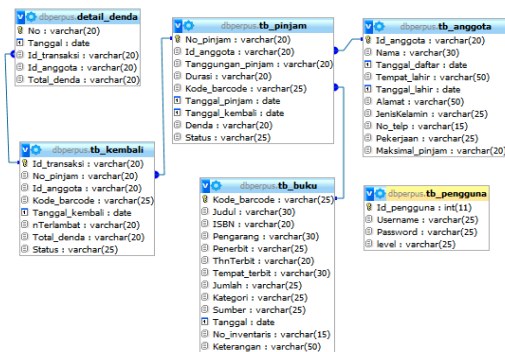 dbperpus.detail_denda
No : varchar(20)
Tanggal : date
Id_transaksi : varchar(20)
Id_anggota : varchar(20)
Total_denda : varchar(20)
dbperpus.tb_pinjam
No_pinjam : varchar(20)
Id_anggota : varchar(20)
Tanggungan_pinjam : varchar(20)
Durasi : varchar(20)
Kode_barcode : varchar(25)
Tanggal_pinjam : date
Tanggal_kembali : date
Denda : varchar(20)
Status : varchar(25)
dbperpus.tb_anggota
Id_anggota : varchar(20)
Nama : varchar(30)
Tanggal_daftar : date
Tempat_lahir : varchar(50)
Tanggal_lahir : date
Alamat : varchar(50)
JenisKelamin : varchar(25)
No_telp : varchar(15)
Pekerjaan : varchar(25)
Maksimal_pinjam : varchar(20)
dbperpus.tb_kembali
Id_transaksi : varchar(20)
No_pinjam : varchar(20)
Id_anggota : varchar(20)
Kode_barcode : varchar(25)
Tanggal_kembali : date
nTerlambat : varchar(20)
Total_denda : varchar(20)
Status : varchar(25)
dbperpus.tb_buku
Kode_barcode : varchar(25)
Judul : varchar(30)
ISBN : varchar(20)
Pengarang : varchar(30)
Penerbit : varchar(25)
ThnTerbit : varchar(20)
Tempat_terbit : varchar(30)
Jumlah : varchar(25)
Kategori : varchar(25)
Sumber : varchar(25)
Tanggal : date
No_inventaris : varchar(15)
Keterangan : varchar(50)
dbperpus.tb_pengguna
Id_pengguna : int(11)
Username : varchar(25)
Password : varchar(25)
level : varchar(25)